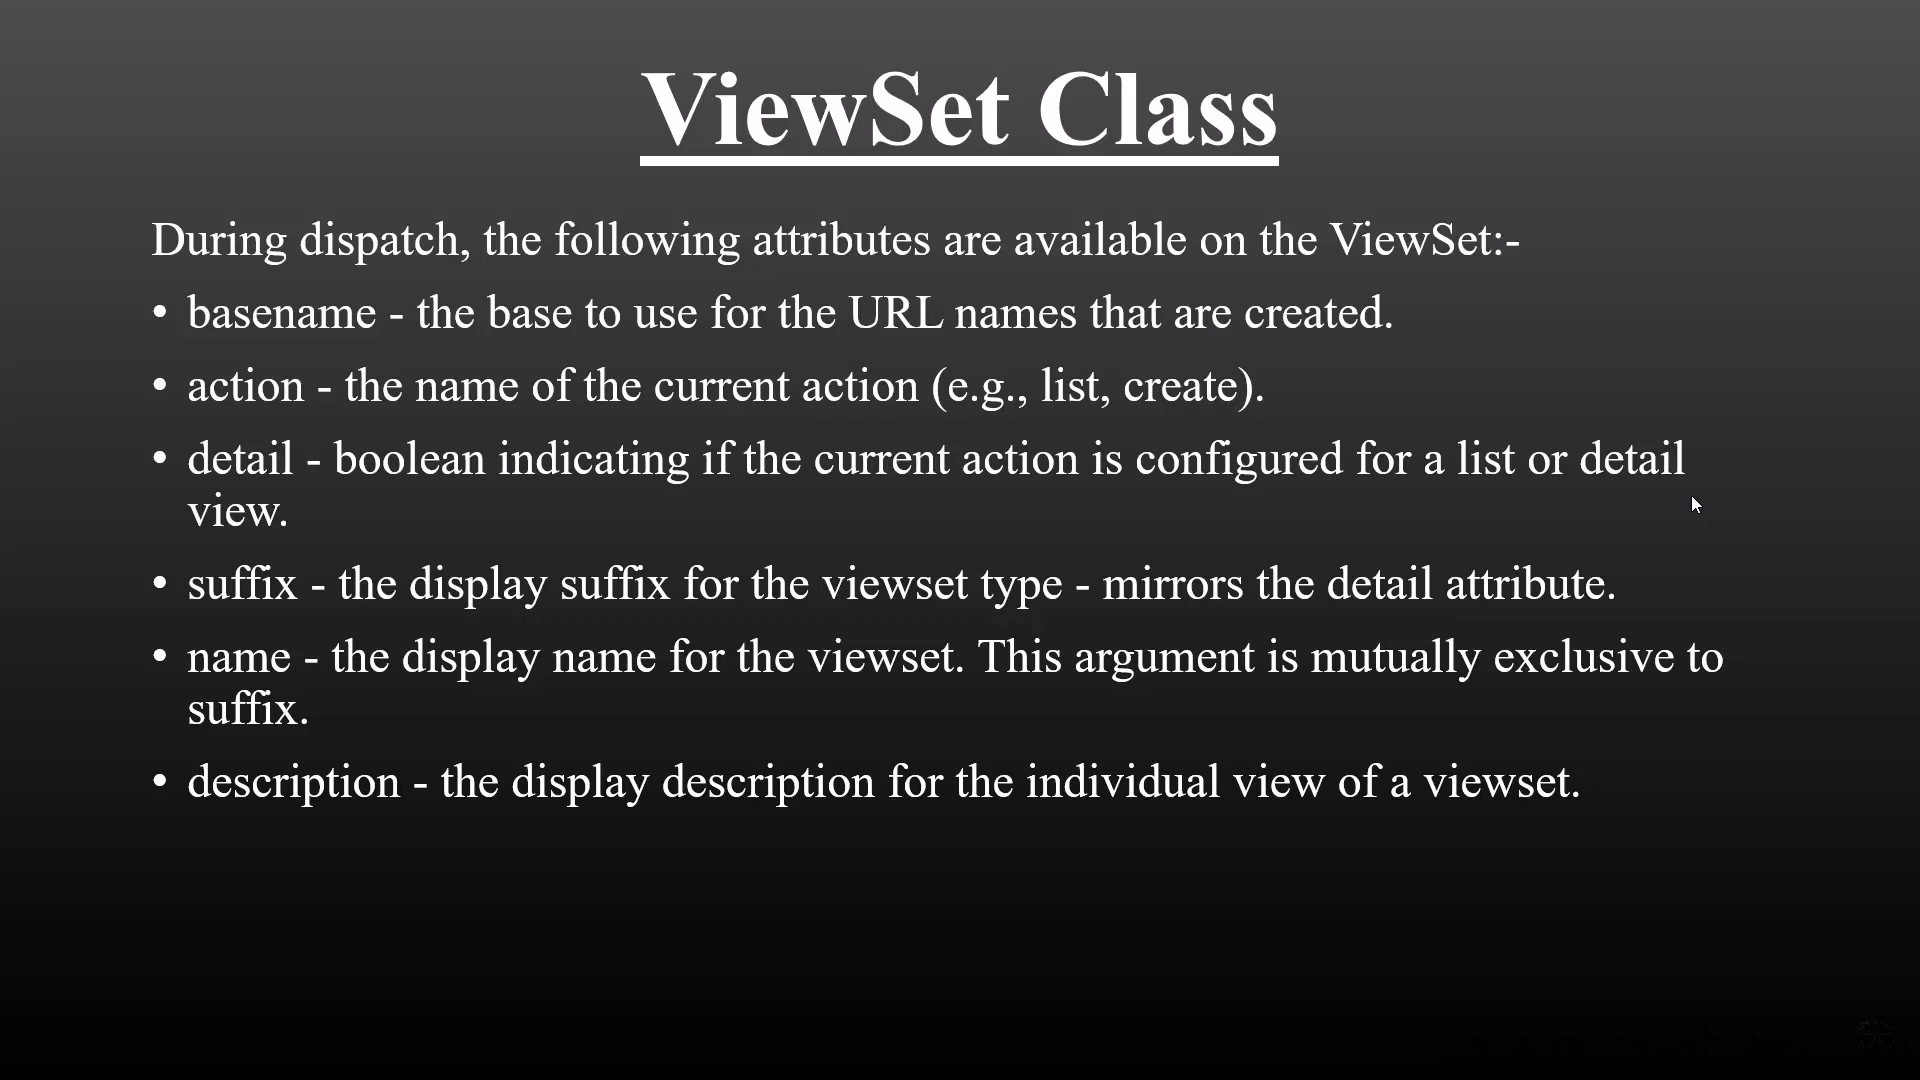 ViewSet Class
During dispatch, the following attributes are available on the ViewSet:-
• basename - the base to use for the URL names that are created.
• action - the name of the current action (e.g., list, create).
• detail - boolean indicating if the current action is configured for a list or detail
view.
• suffix - the display suffix for the viewset type - mirrors the detail attribute.
• name - the display name for the viewset. This argument is mutually exclusive to
suffix.
• description - the display description for the individual view of a viewset.